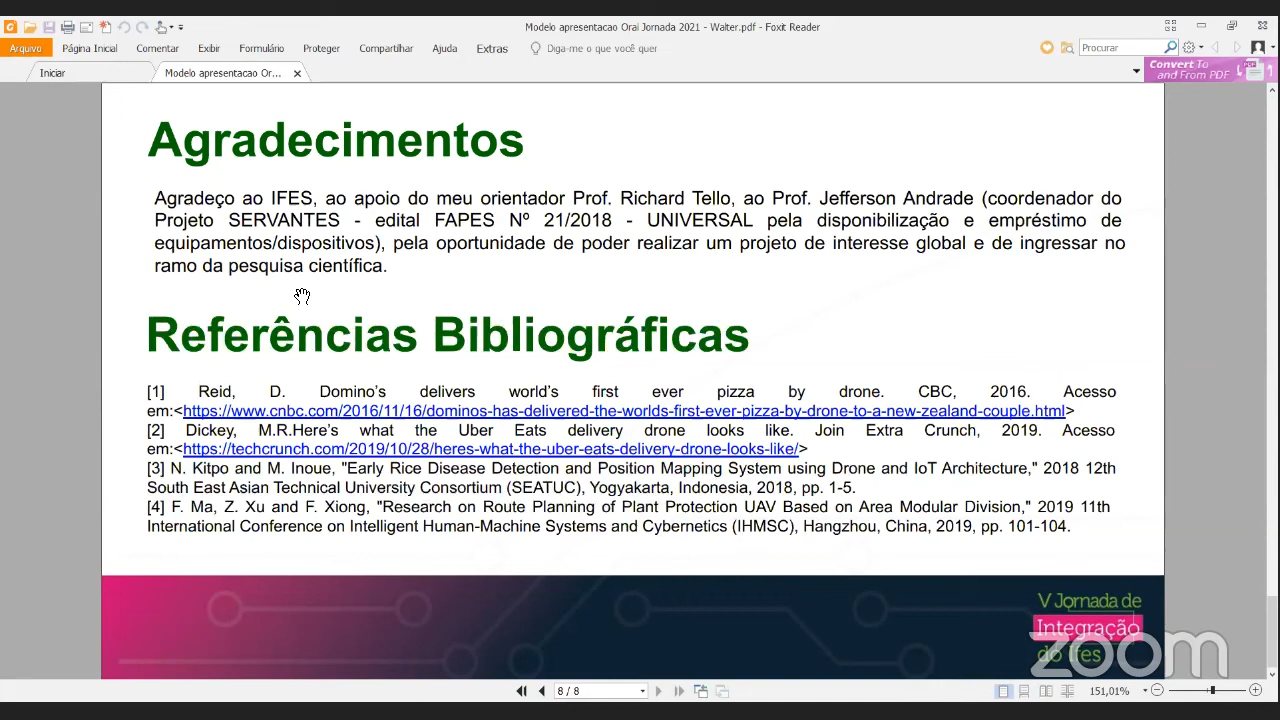 Modelo apresentacao Oral Jornada 2021 - Walter.pdf - Foxit Reader
Arquivo Página Inicial Comentar Exibir Formulário Proteger Compartilhar Ajuda Extras Diga-me o que você quer Procurar
Iniciar Modelo apresentacao Or... Convert To
and From PDF PDF
Agradecimentos
Agradeço ao IFES, ao apoio do meu orientador Prof. Richard Tello, ao Prof. Jefferson Andrade (coordenador do
Projeto SERVANTES - edital FAPES Nº 21/2018 - UNIVERSAL pela disponibilização e empréstimo de
equipamentos/dispositivos), pela oportunidade de poder realizar um projeto de interesse global e de ingressar no
ramo da pesquisa científica.
Referências Bibliográficas
[1] Reid, D. Domino’s delivers world’s first ever pizza by drone. CBC, 2016. Acesso
em:<https://www.cnbc.com/2016/11/16/dominos-has-delivered-the-worlds-first-ever-pizza-by-drone-to-a-new-zealand-couple.html>
[2] Dickey, M.R.Here’s what the Uber Eats delivery drone looks like. Join Extra Crunch, 2019. Acesso
em:<https://techcrunch.com/2019/10/28/heres-what-the-uber-eats-delivery-drone-looks-like/>
[3] N. Kitpo and M. Inoue, "Early Rice Disease Detection and Position Mapping System using Drone and IoT Architecture," 2018 12th
South East Asian Technical University Consortium (SEATUC), Yogyakarta, Indonesia, 2018, pp. 1-5.
[4] F. Ma, Z. Xu and F. Xiong, "Research on Route Planning of Plant Protection UAV Based on Area Modular Division," 2019 11th
International Conference on Intelligent Human-Machine Systems and Cybernetics (IHMSC), Hangzhou, China, 2019, pp. 101-104.
V Jornada de
Integração
do Ifes
zoom
8 / 8 151,01%